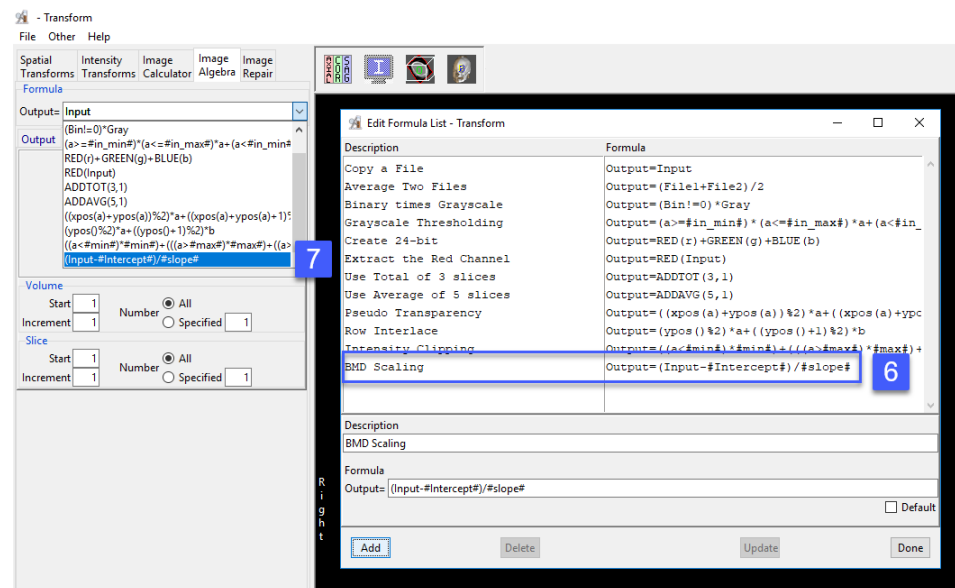 - Transform
File Other Help
Spatial Transforms
Intensity Transforms
Image Calculator
Image Algebra
Image Repair
Formula
Output= Input
(Bin!=0)*Gray
(a>=#in_min#)*(a<=#in_max#)*a+(a<#in_min#
RED(r)+GREEN(g)+BLUE(b)
RED(Input)
ADDTOT(3,1)
ADDAVG(5,1)
((xpos(a)+ypos(a))%2)*a+((xpos(a)+ypos(a)+1)%
(ypos()%2)*a+((ypos()+1)%2)*b
((a<#min#)*#min#)+(((a>#max#)*#max#)+((a>
(Input-#Intercept#)/#slope#
7
Output
Volume
Start 1
Increment 1
Number
All
Specified 1
Slice
Start 1
Increment 1
Number
All
Specified 1
Right
Edit Formula List - Transform
Description Formula
Copy a File Output=Input
Average Two Files Output=(File1+File2)/2
Binary times Grayscale Output=(Bin!=0)*Gray
Grayscale Thresholding Output=(a>=#in_min#)*(a<=#in_max#)*a+(a<#in_
Create 24-bit Output=RED(r)+GREEN(g)+BLUE(b)
Extract the Red Channel Output=RED(Input)
Use Total of 3 slices Output=ADDTOT(3,1)
Use Average of 5 slices Output=ADDAVG(5,1)
Pseudo Transparency Output=((xpos(a)+ypos(a))%2)*a+((xpos(a)+ypc
Row Interlace Output=(ypos()%2)*a+((ypos()+1)%2)*b
Intensity Clipping Output=((a<#min#)*#min#)+(((a>#max#)*#max#)+
BMD Scaling Output=(Input-#Intercept#)/#slope#
6
Description
BMD Scaling
Formula
Output= (Input-#Intercept#)/#slope#
Default
Add Delete Update Done